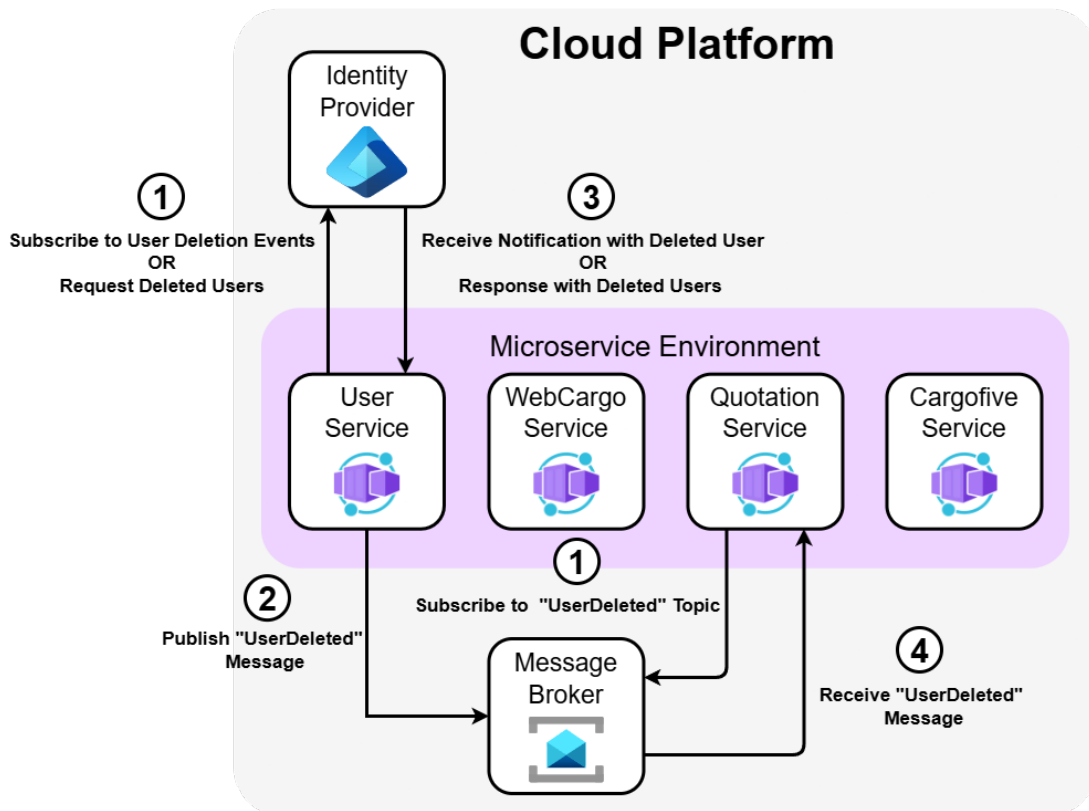 Cloud Platform
Identity
Provider
1
Subscribe to User Deletion Events
OR
Request Deleted Users
3
Receive Notification with Deleted User
OR
Response with Deleted Users
Microservice Environment
User
Service
WebCargo
Service
Quotation
Service
Cargofive
Service
1
Subscribe to "UserDeleted" Topic
2
Publish "UserDeleted"
Message
Message
Broker
4
Receive "UserDeleted"
Message